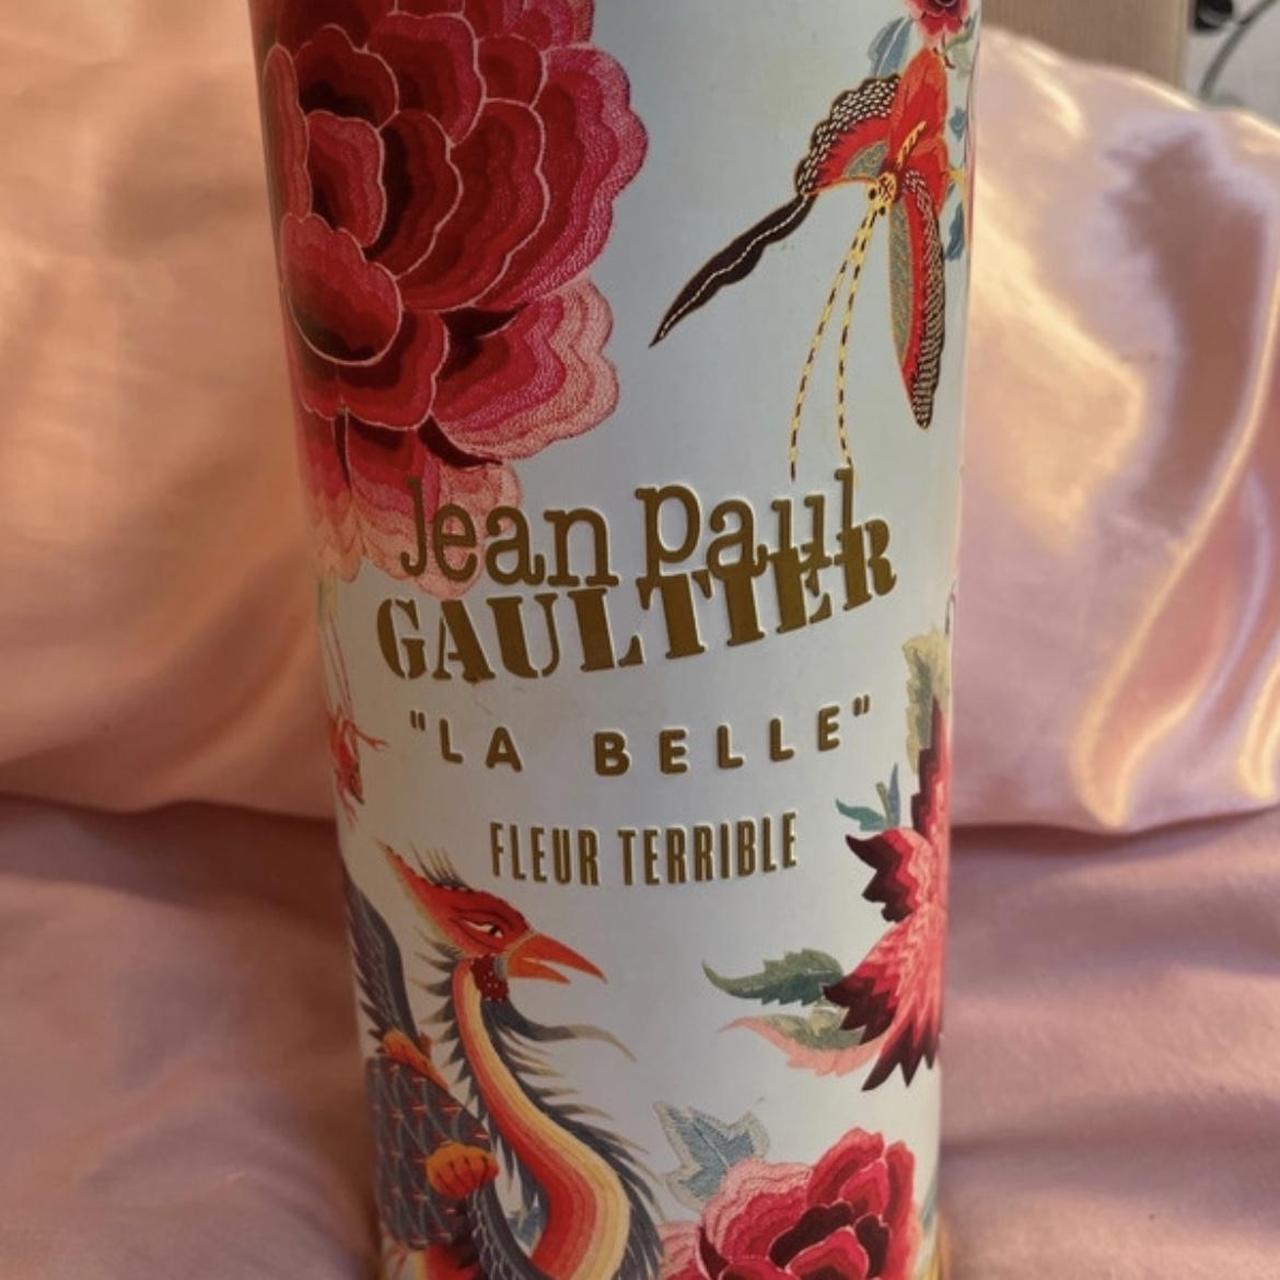 Jean Paul
GAULTIER
"LA BELLE"
FLEUR TERRIBLE